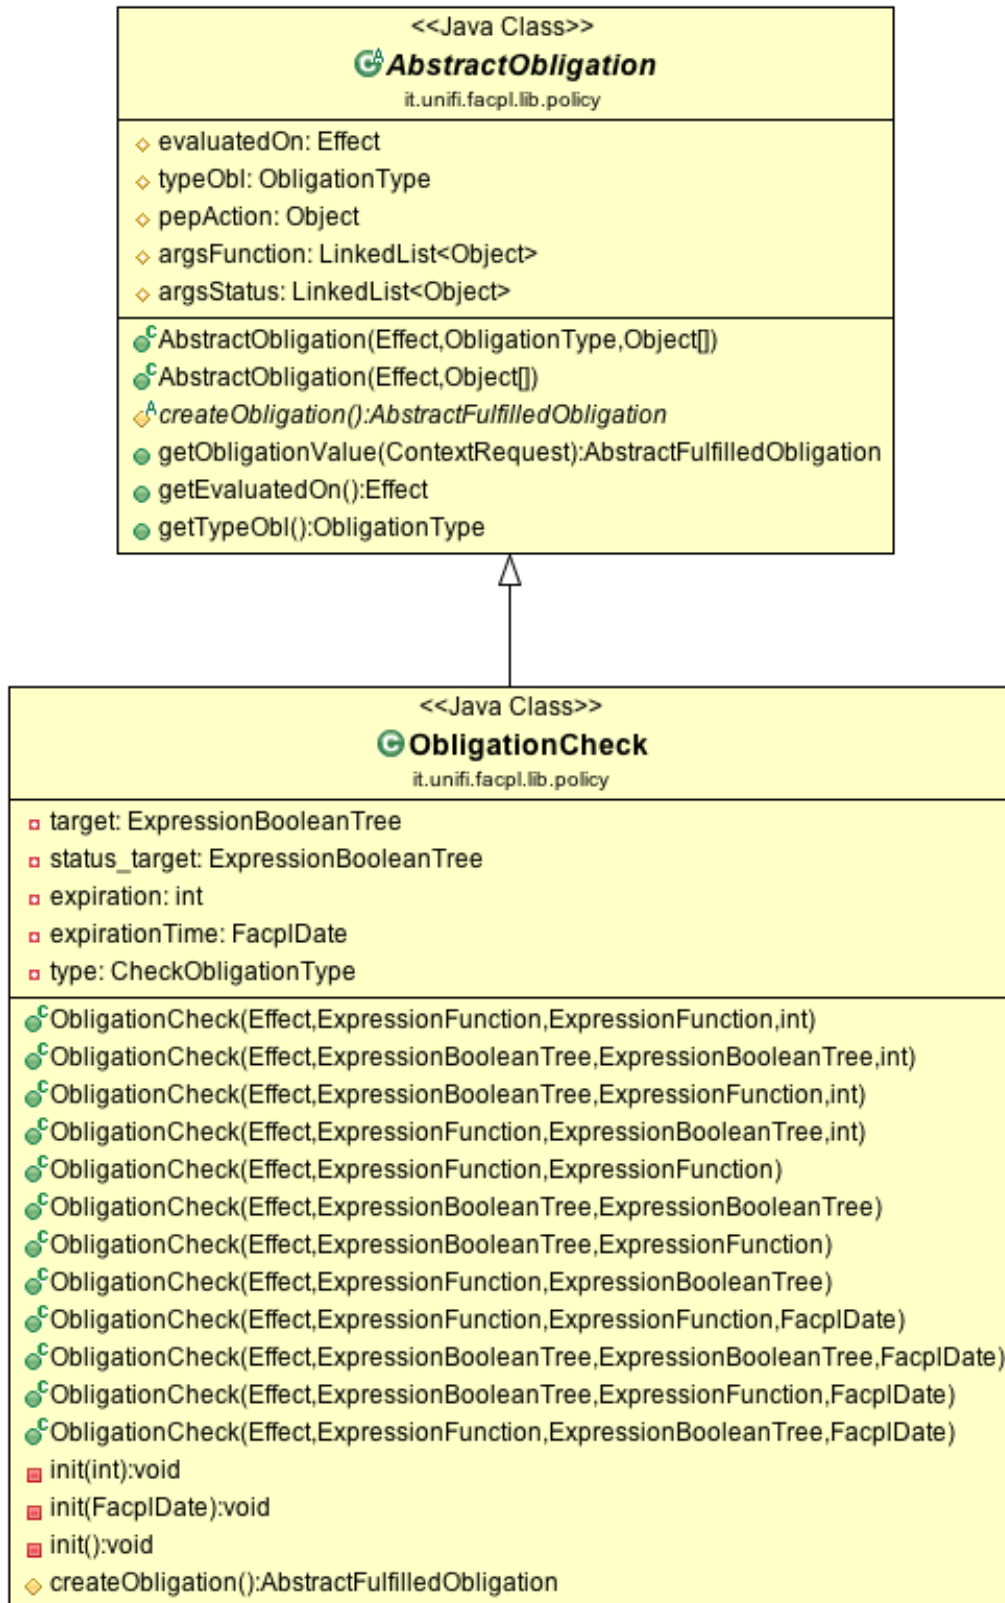 <<Java Class>>
AbstractObligation
it.unifi.facpl.lib.policy
evaluatedOn: Effect
typeObl: ObligationType
pepAction: Object
argsFunction: LinkedList<Object>
argsStatus: LinkedList<Object>
AbstractObligation(Effect,ObligationType,Object[])
AbstractObligation(Effect,Object[])
createObligation():AbstractFulfilledObligation
getObligationValue(ContextRequest):AbstractFulfilledObligation
getEvaluatedOn():Effect
getTypeObl():ObligationType
<<Java Class>>
ObligationCheck
it.unifi.facpl.lib.policy
target: ExpressionBooleanTree
status_target: ExpressionBooleanTree
expiration: int
expirationTime: FacplDate
type: CheckObligationType
ObligationCheck(Effect,ExpressionFunction,ExpressionFunction,int)
ObligationCheck(Effect,ExpressionBooleanTree,ExpressionBooleanTree,int)
ObligationCheck(Effect,ExpressionBooleanTree,ExpressionFunction,int)
ObligationCheck(Effect,ExpressionFunction,ExpressionBooleanTree,int)
ObligationCheck(Effect,ExpressionFunction,ExpressionFunction)
ObligationCheck(Effect,ExpressionBooleanTree,ExpressionBooleanTree)
ObligationCheck(Effect,ExpressionBooleanTree,ExpressionFunction)
ObligationCheck(Effect,ExpressionFunction,ExpressionBooleanTree)
ObligationCheck(Effect,ExpressionFunction,ExpressionFunction,FacplDate)
ObligationCheck(Effect,ExpressionBooleanTree,ExpressionBooleanTree,FacplDate)
ObligationCheck(Effect,ExpressionBooleanTree,ExpressionFunction,FacplDate)
ObligationCheck(Effect,ExpressionFunction,ExpressionBooleanTree,FacplDate)
init(int):void
init(FacplDate):void
init():void
createObligation():AbstractFulfilledObligation